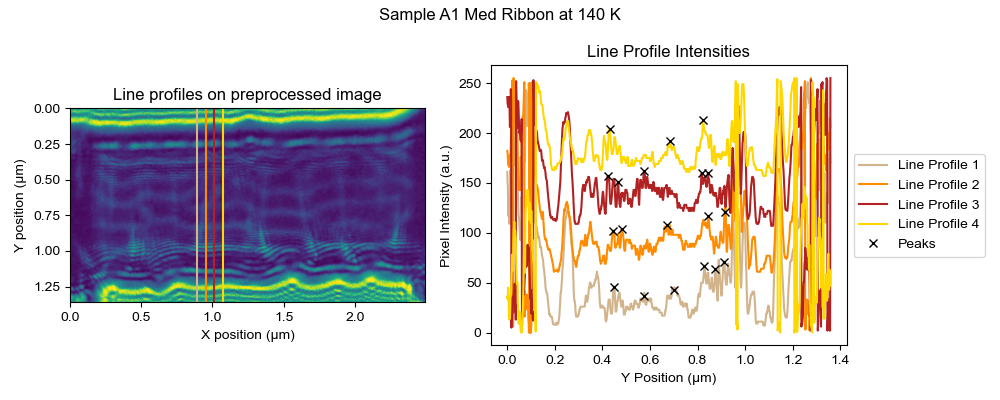 Sample A1 Med Ribbon at 140 K
Line profiles on preprocessed image
0.00
0.25
0.50
0.75
1.00
1.25
Y position (μm)
0.0
0.5
1.0
1.5
2.0
X position (μm)
Line Profile Intensities
250
200
150
100
50
0
Pixel Intensity (a.u.)
0.0
0.2
0.4
0.6
0.8
1.0
1.2
1.4
Y Position (μm)
Line Profile 1
Line Profile 2
Line Profile 3
Line Profile 4
Peaks